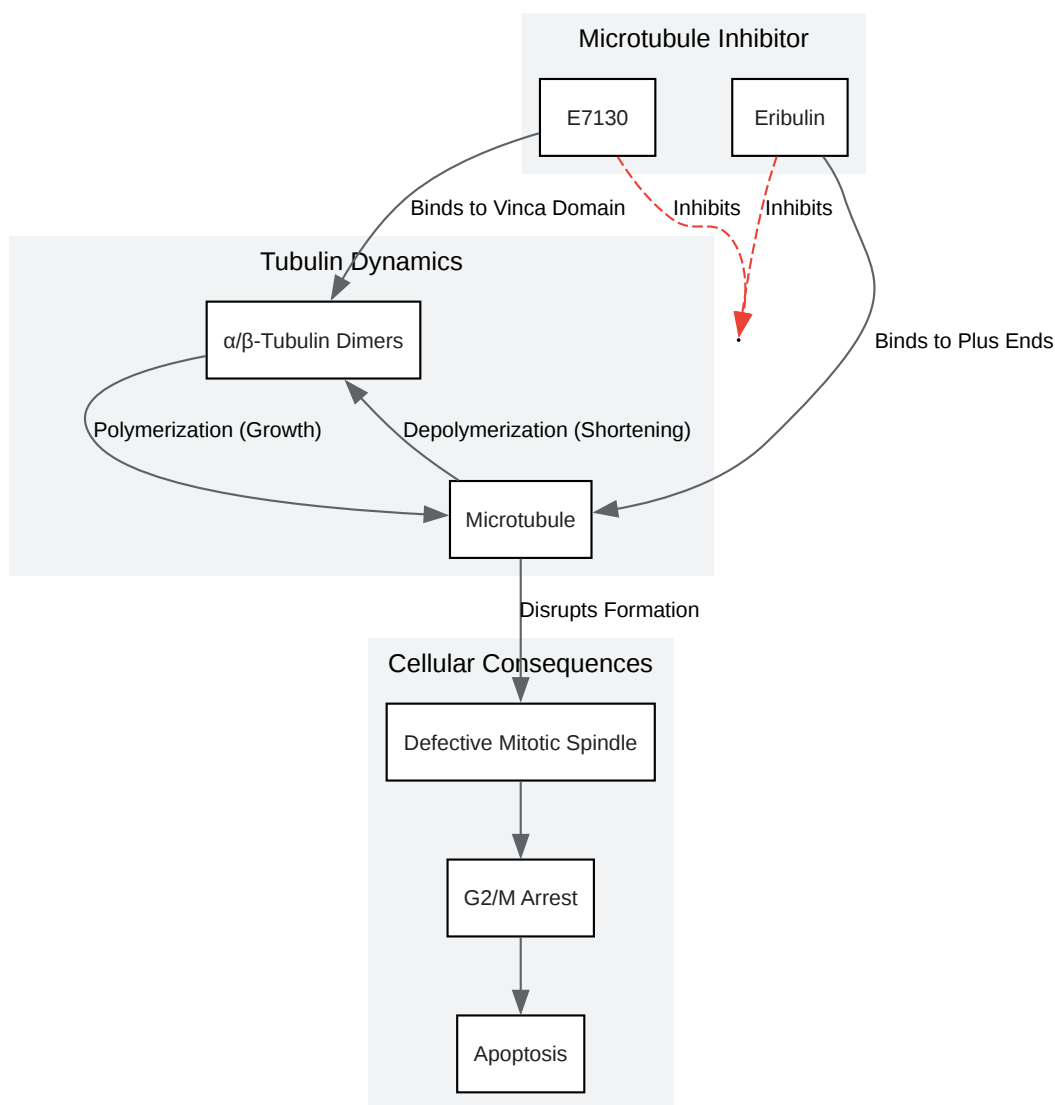 Microtubule Inhibitor
E7130
Eribulin
Binds to Vinca Domain
Inhibits
Inhibits
Tubulin Dynamics
α/β-Tubulin Dimers
Binds to Plus Ends
Polymerization (Growth)
Depolymerization (Shortening)
Microtubule
Disrupts Formation
Cellular Consequences
Defective Mitotic Spindle
G2/M Arrest
Apoptosis